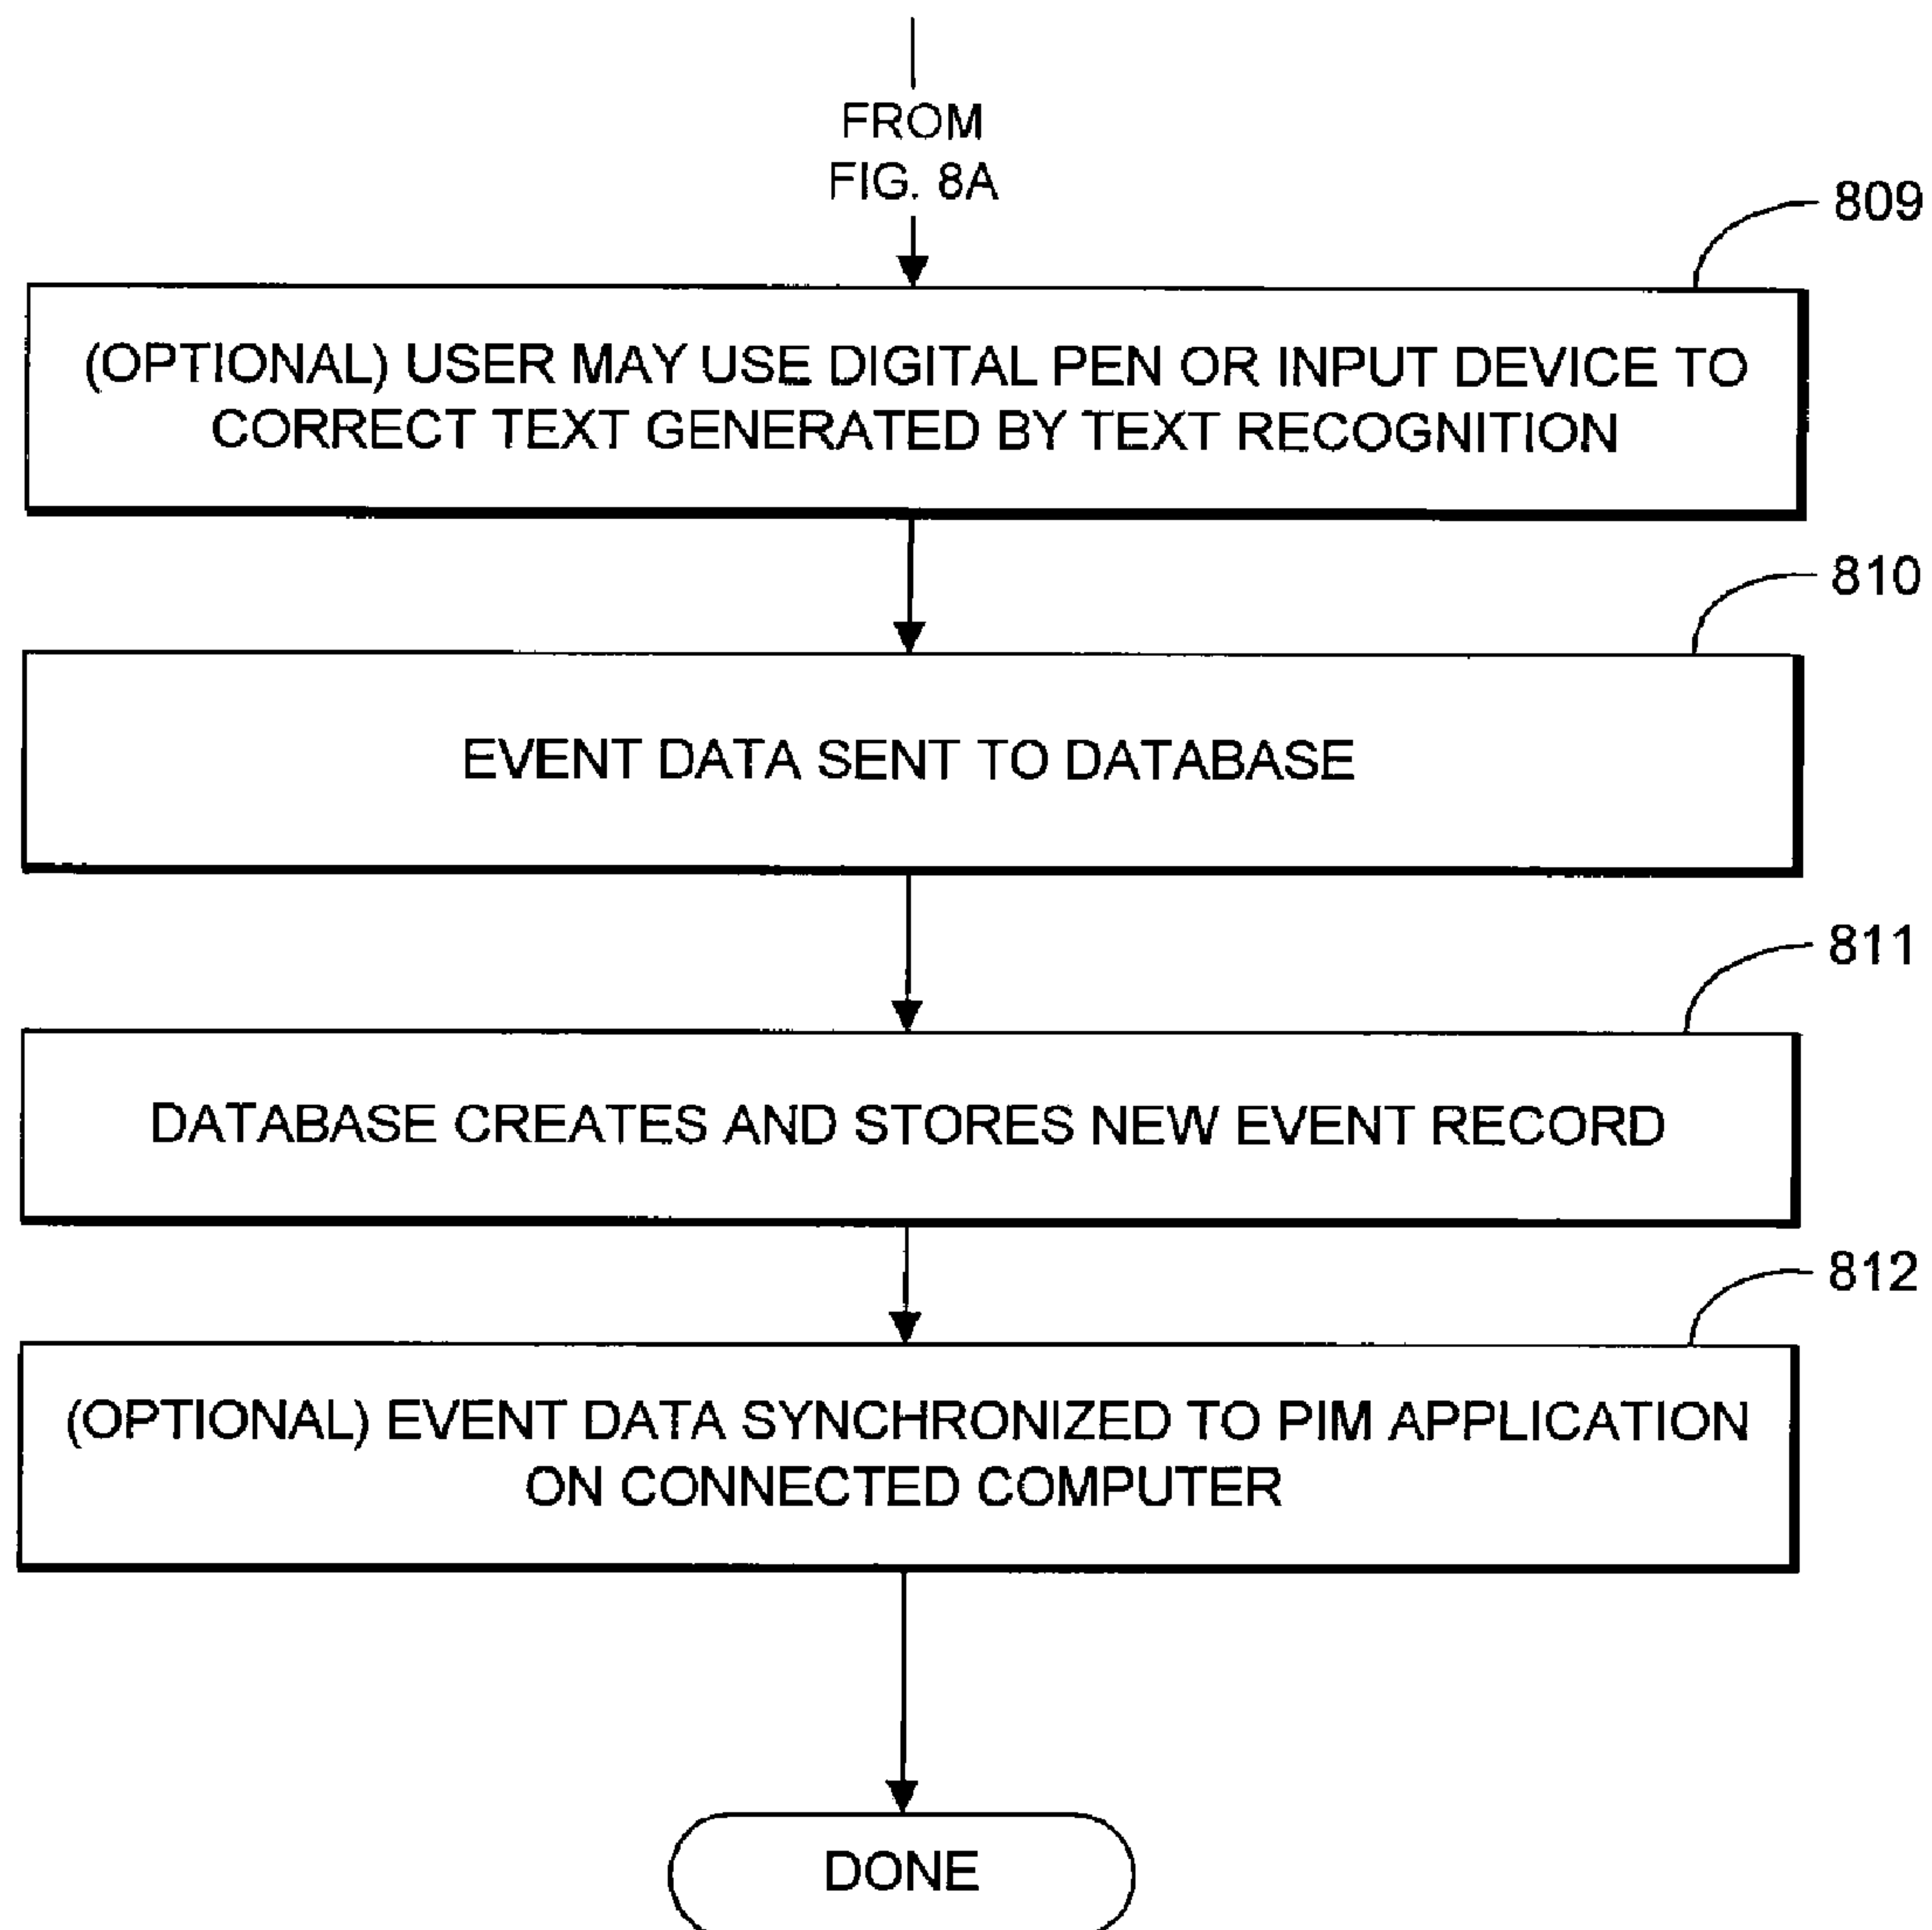 FROM
FIG. 8A
809
(OPTIONAL) USER MAY USE DIGITAL PEN OR INPUT DEVICE TO
CORRECT TEXT GENERATED BY TEXT RECOGNITION
810
EVENT DATA SENT TO DATABASE
811
DATABASE CREATES AND STORES NEW EVENT RECORD
812
(OPTIONAL) EVENT DATA SYNCHRONIZED TO PIM APPLICATION
ON CONNECTED COMPUTER
DONE